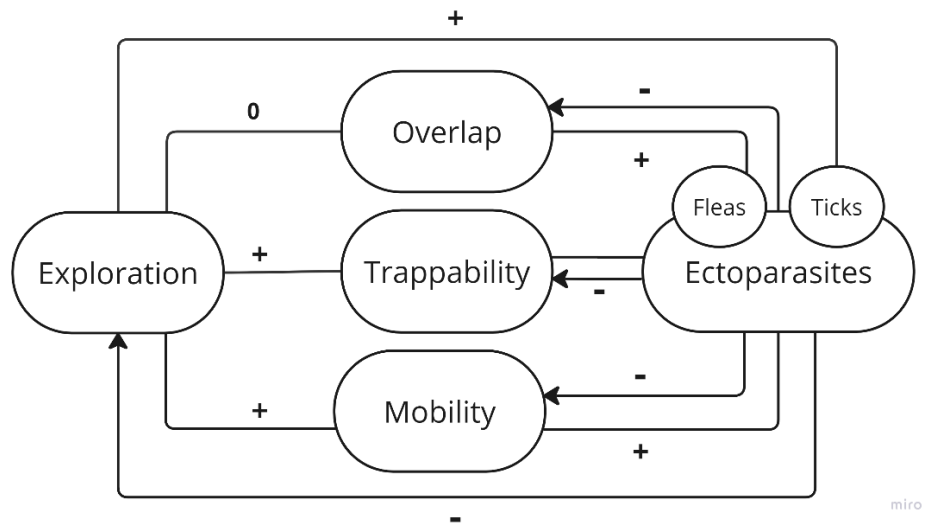 +
-
0
Overlap
+
Fleas
Ticks
+
Exploration
Trappability
Ectoparasites
-
-
+
Mobility
+
-
miro